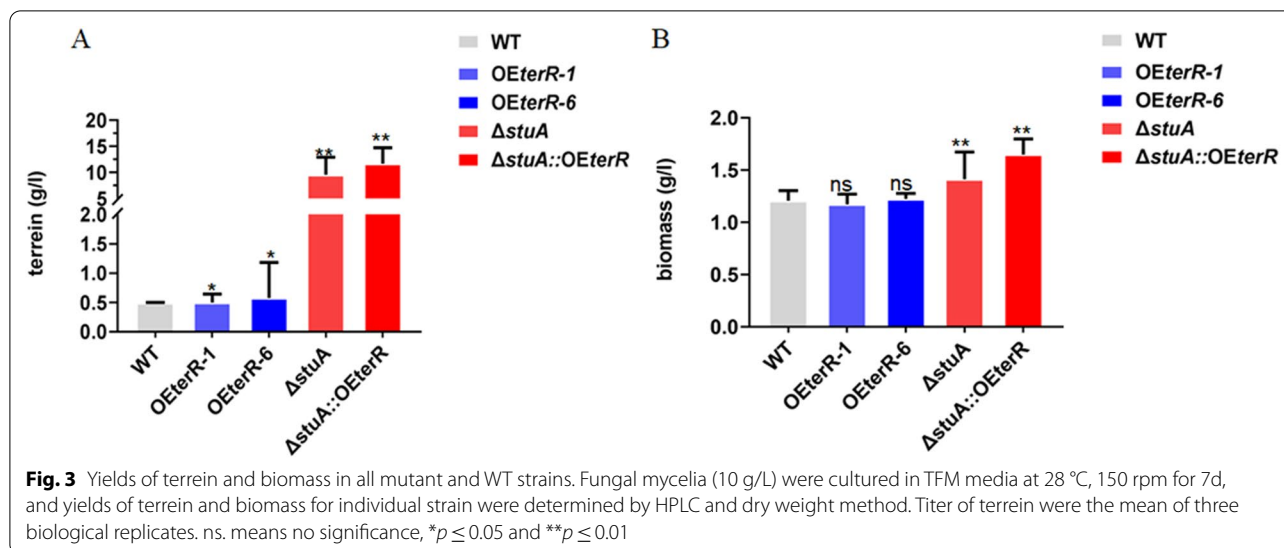 A
WT
OEterR-1
OEterR-6
ΔstuA
ΔstuA::OEterR
terrein (g/l)
20
15
10
5
2.0
1.5
1.0
0.5
0.0
*
*
**
**
WT
OEterR-1
OEterR-6
ΔstuA
ΔstuA::OEterR
B
WT
OEterR-1
OEterR-6
ΔstuA
ΔstuA::OEterR
biomass (g/l)
2.0
1.5
1.0
0.5
0.0
ns
ns
**
**
WT
OEterR-1
OEterR-6
ΔstuA
ΔstuA::OEterR
Fig. 3 Yields of terrein and biomass in all mutant and WT strains. Fungal mycelia (10 g/L) were cultured in TFM media at 28 °C, 150 rpm for 7d,
and yields of terrein and biomass for individual strain were determined by HPLC and dry weight method. Titer of terrein were the mean of three
biological replicates. ns. means no significance, *p ≤ 0.05 and **p ≤ 0.01